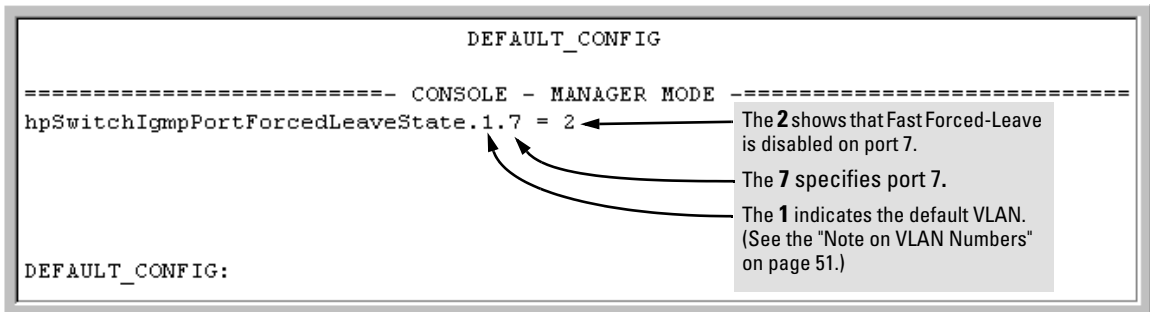 DEFAULT_CONFIG
===========================- CONSOLE - MANAGER MODE -============================
hpSwitchIgmpPortForcedLeaveState.1.7 = 2
The 2 shows that Fast Forced-Leave
is disabled on port 7.
The 7 specifies port 7.
The 1 indicates the default VLAN.
(See the "Note on VLAN Numbers"
on page 51.)
DEFAULT_CONFIG: